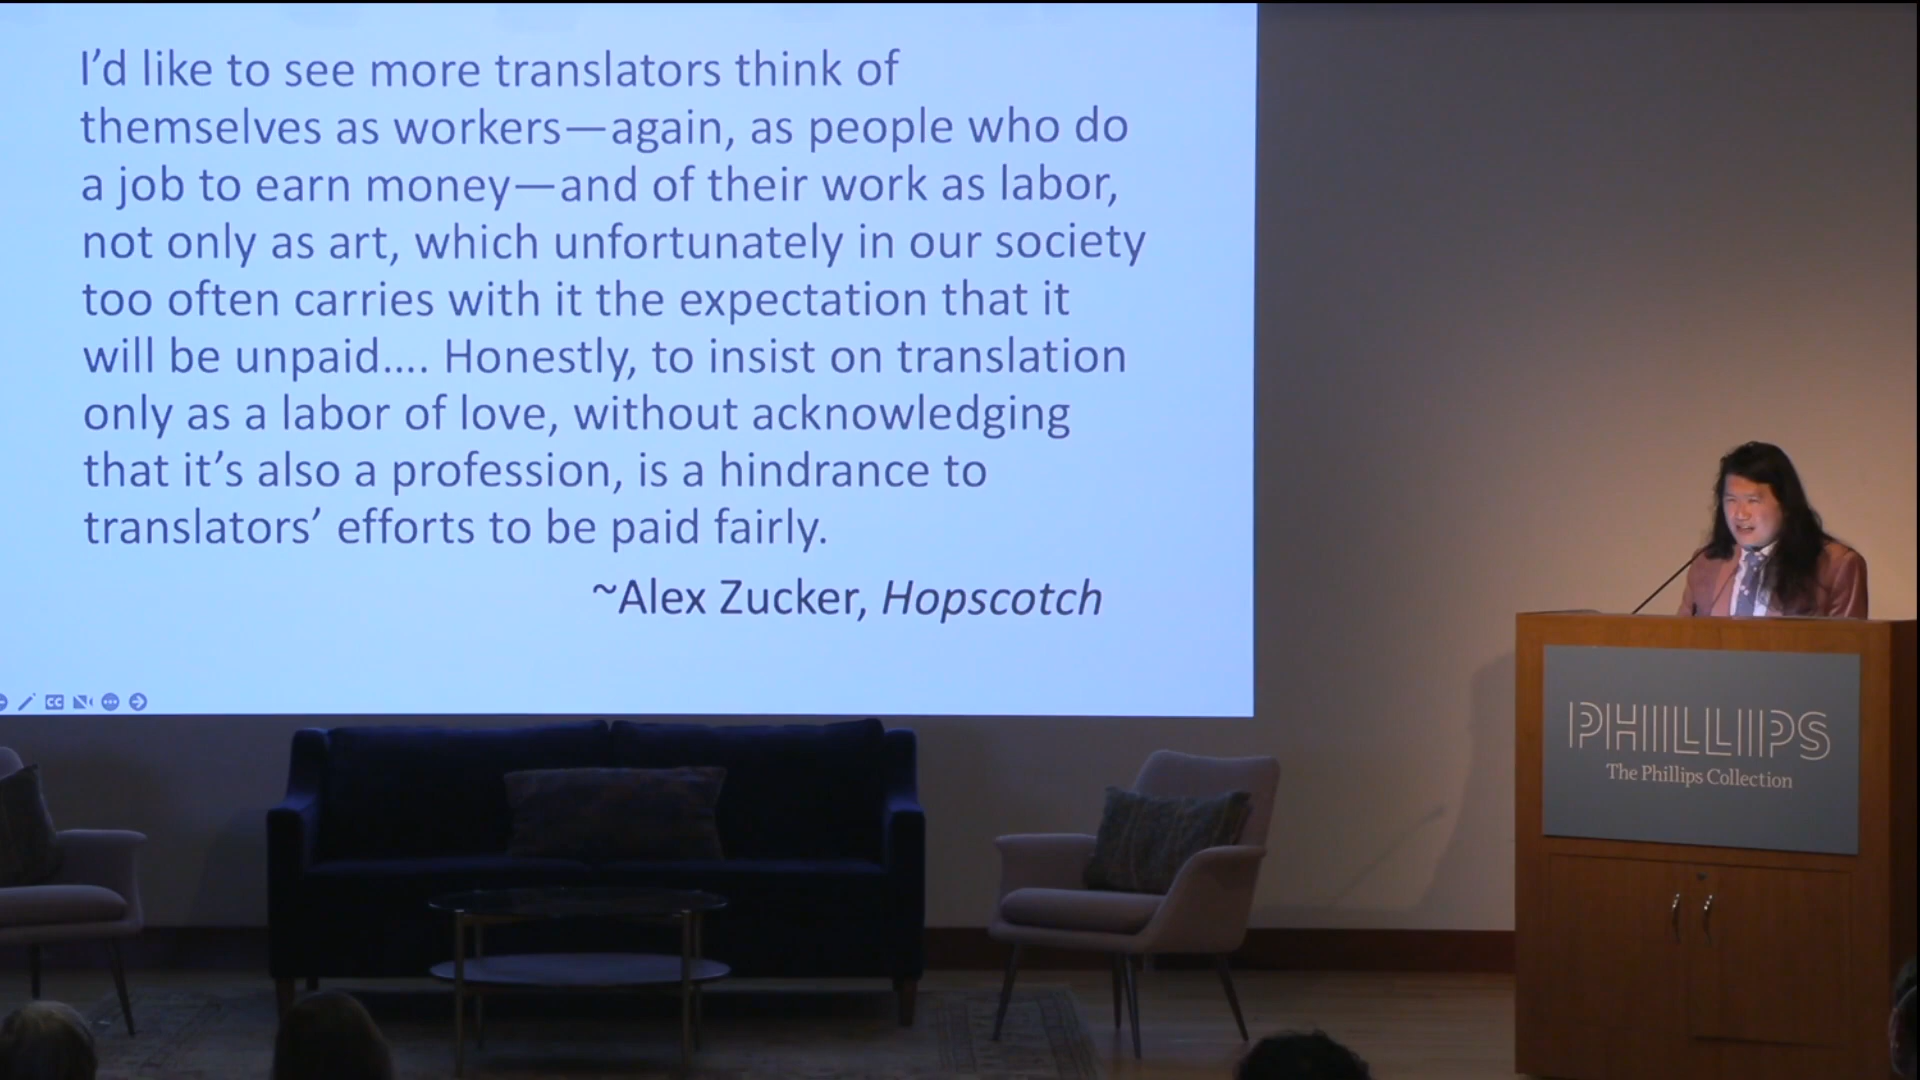 I’d like to see more translators think of
themselves as workers—again, as people who do
a job to earn money—and of their work as labor,
not only as art, which unfortunately in our society
too often carries with it the expectation that it
will be unpaid.... Honestly, to insist on translation
only as a labor of love, without acknowledging
that it’s also a profession, is a hindrance to
translators’ efforts to be paid fairly.
~Alex Zucker, Hopscotch
CC
PHILLIPS
The Phillips Collection